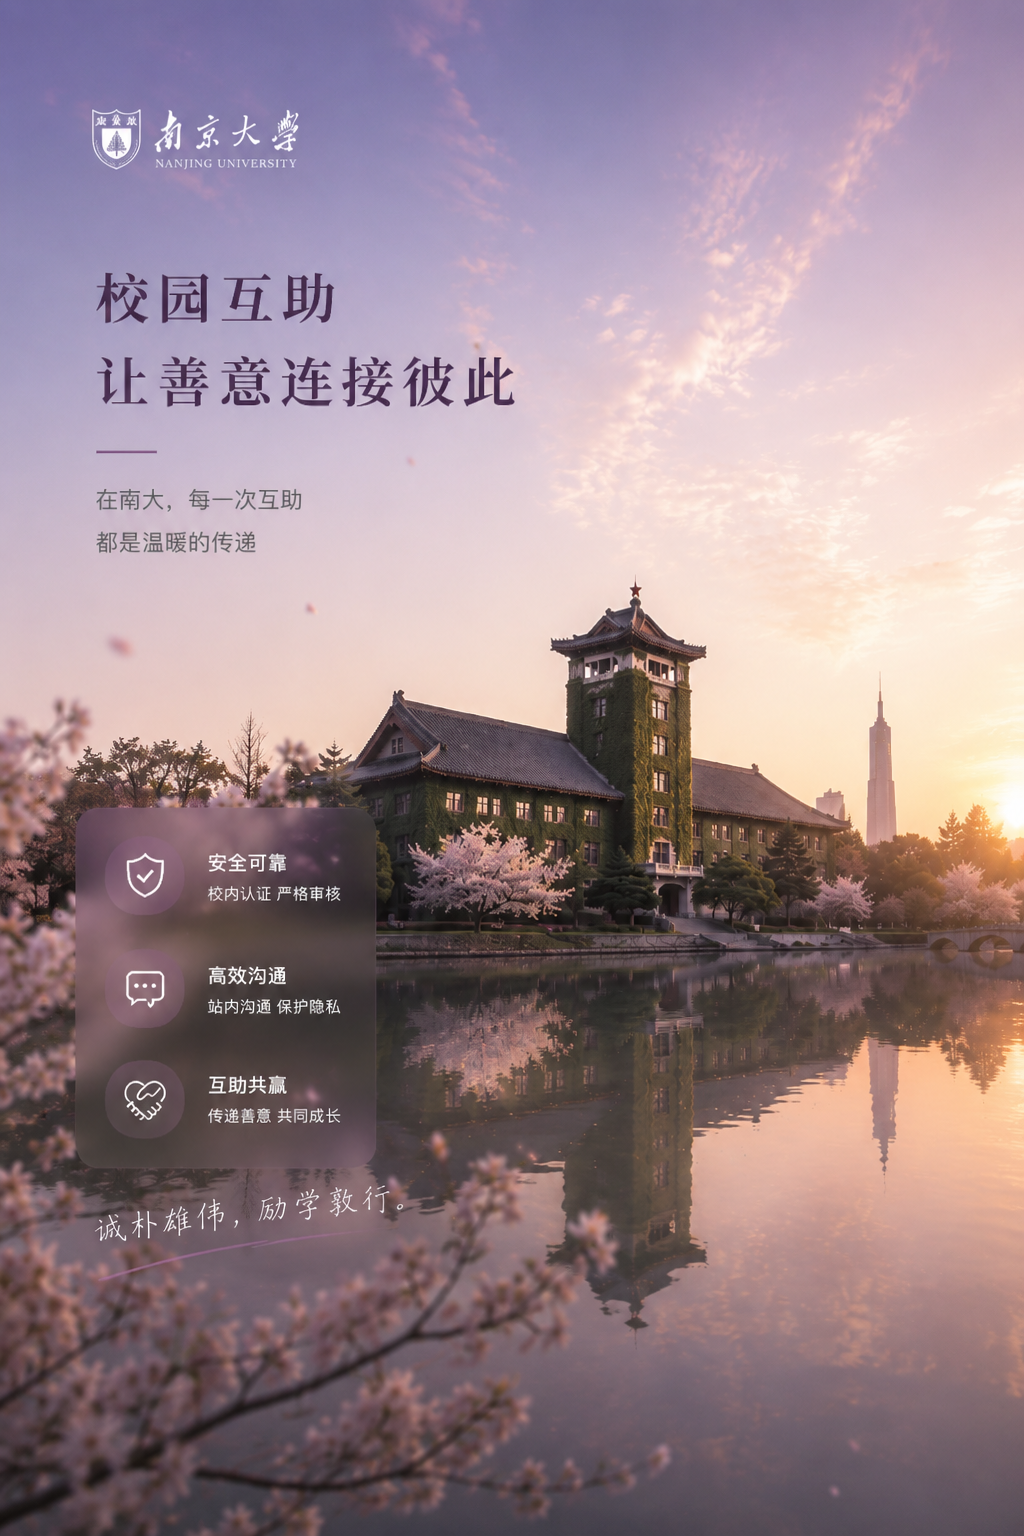 南京大学
NANJING UNIVERSITY
校园互助
让善意连接彼此
在南大，每一次互助
都是温暖的传递
安全可靠
校内认证 严格审核
高效沟通
站内沟通 保护隐私
互助共赢
传递善意 共同成长
诚朴雄伟，励学敦行。